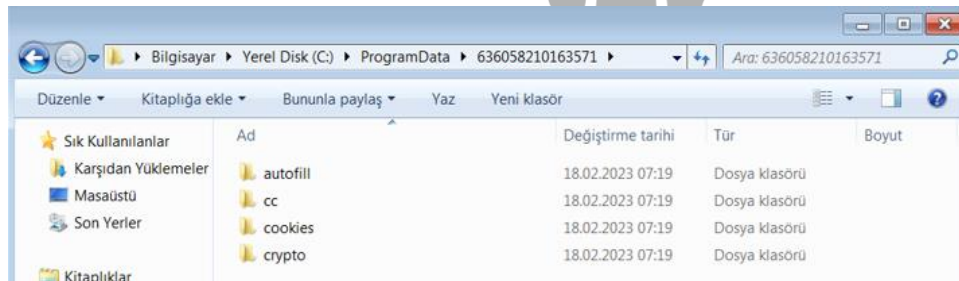 Bilgisayar Yerel Disk (C:) ProgramData 636058210163571 Ara: 636058210163571
Düzenle Kitaplığa ekle Bununla paylaş Yaz Yeni klasör
Sık Kullanılanlar
Karşıdan Yüklemeler
Masaüstü
Son Yerler
Kitaplıklar
Ad Değiştirme tarihi Tür Boyut
autofill 18.02.2023 07:19 Dosya klasörü
cc 18.02.2023 07:19 Dosya klasörü
cookies 18.02.2023 07:19 Dosya klasörü
crypto 18.02.2023 07:19 Dosya klasörü